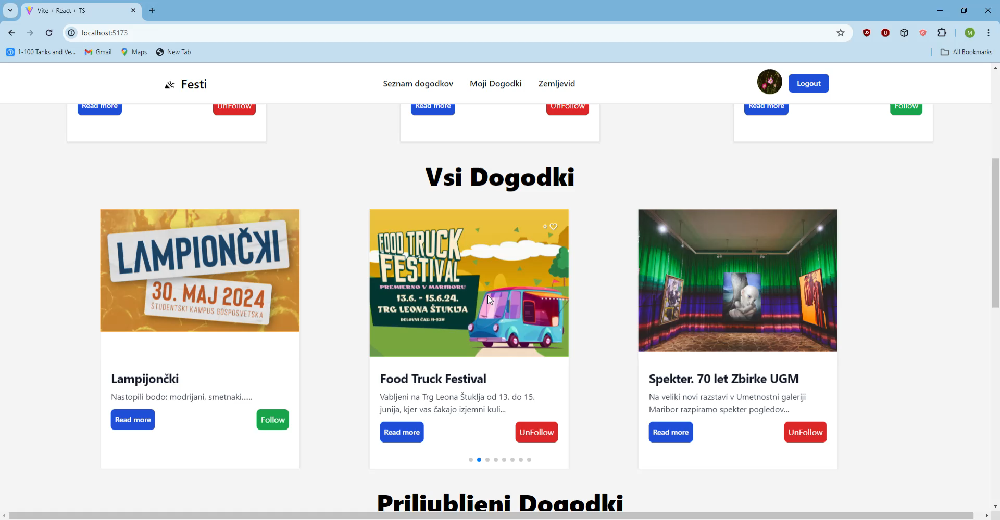 Vite + React + TS
localhost:5173
1-100 Tanks and Ve...
Gmail
Maps
New Tab
All Bookmarks
M
Festi
Seznam dogodkov
Moji Dogodki
Zemljevid
Logout
Read more
UnFollow
Read more
UnFollow
Read more
Follow
Vsi Dogodki
LAMPIONČKI
30. MAJ 2024
ŠTUDENTSKI KAMPUS GOSPOSVETSKA
Lampijončki
Nastopili bodo: modrijani, smetnaki......
Read more
Follow
0
FOOD TRUCK
FESTIVAL
PREMIERNO V MARIBORU
13.6. - 15.6.24.
TRG LEONA ŠTUKLJA
DELOVNI ČAS: 11-23H
Food Truck Festival
Vabljeni na Trg Leona Štuklja od 13. do 15.
junija, kjer vas čakajo izjemni kuli...
Read more
UnFollow
Spekter. 70 let Zbirke UGM
Na veliki novi razstavi v Umetnostni galeriji
Maribor razpiramo spekter pogledov...
Read more
UnFollow
Priljubljeni Dogodki